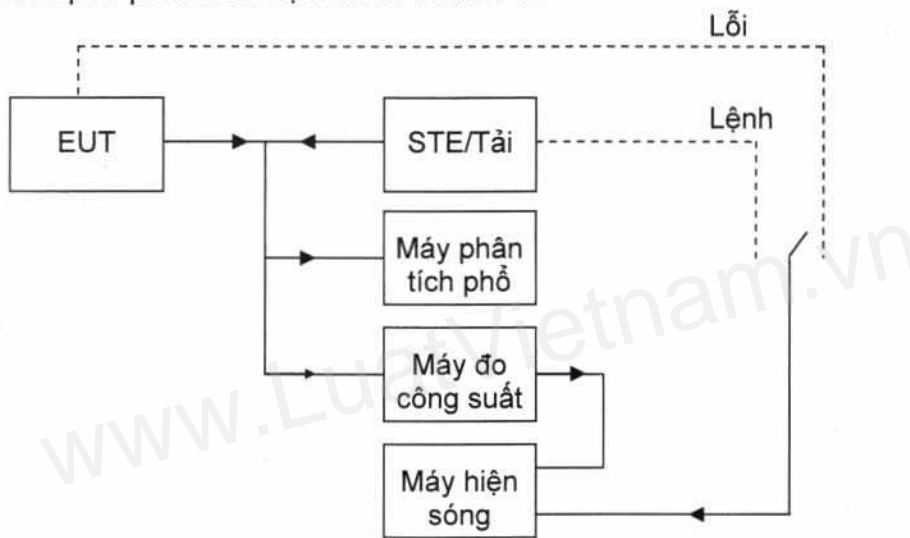 Lỗi
EUT
STE/Tải
Lệnh
Máy phân
tích phổ
Máy đo
công suất
Máy hiện
sóng
www.LuatVietnam.vn